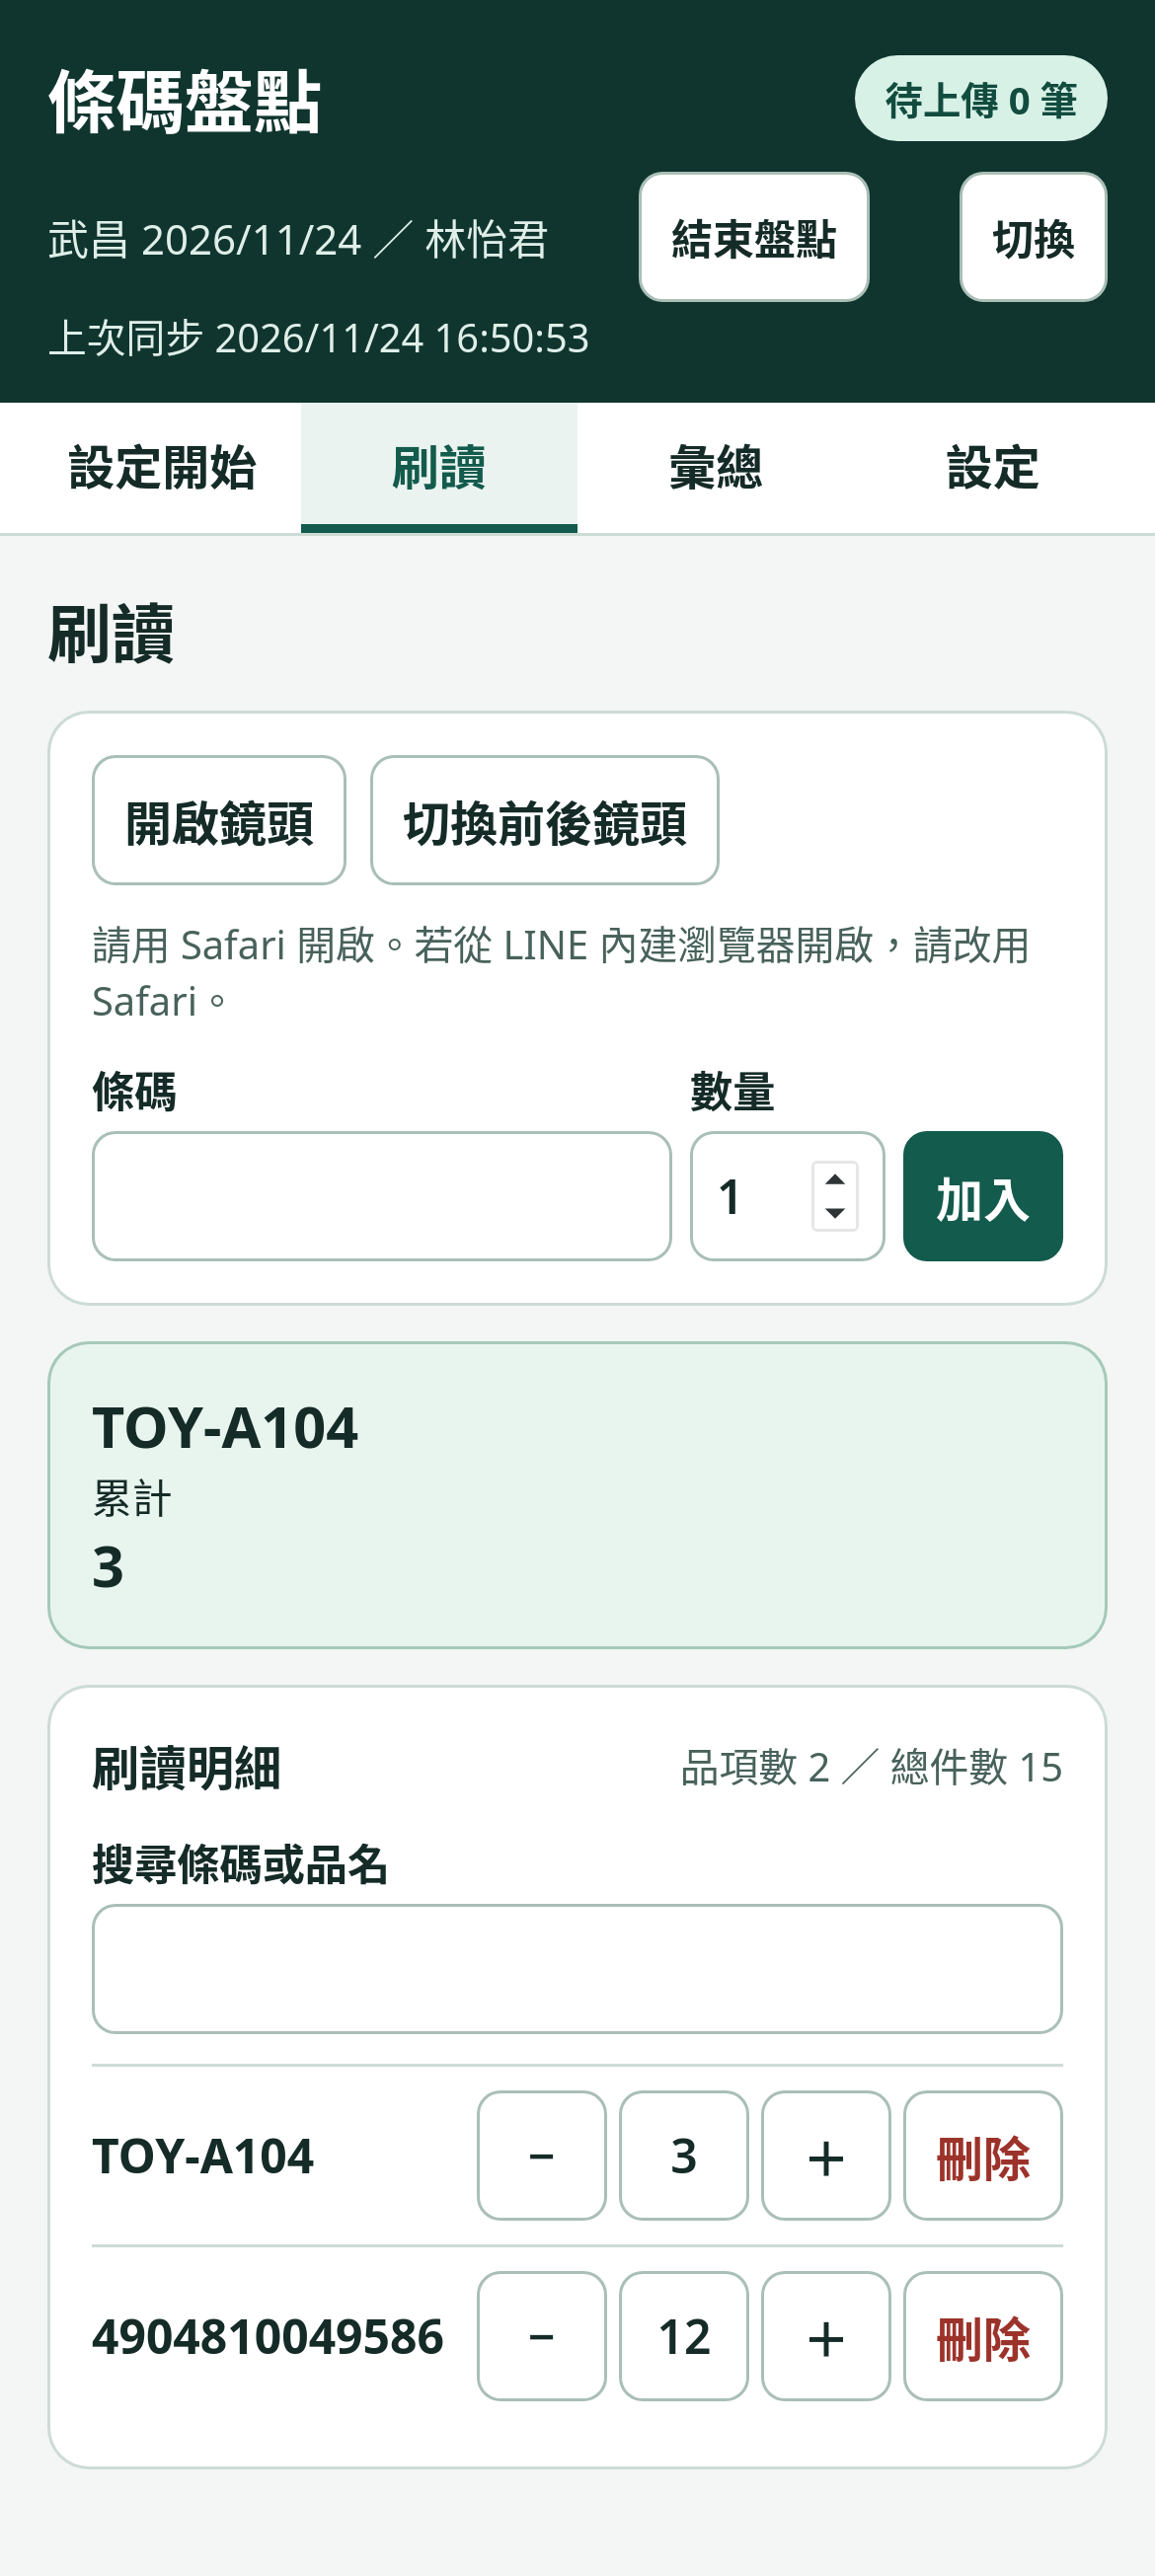 條碼盤點
待上傳 0 筆
武昌 2026/11/24 ／ 林怡君
結束盤點
切換
上次同步 2026/11/24 16:50:53
設定開始
刷讀
彙總
設定
刷讀
開啟鏡頭
切換前後鏡頭
請用 Safari 開啟。若從 LINE 內建瀏覽器開啟，請改用
Safari。
條碼
數量
1
加入
TOY-A104
累計
3
刷讀明細
品項數 2 ／ 總件數 15
搜尋條碼或品名
TOY-A104
−
3
＋
刪除
4904810049586
−
12
＋
刪除